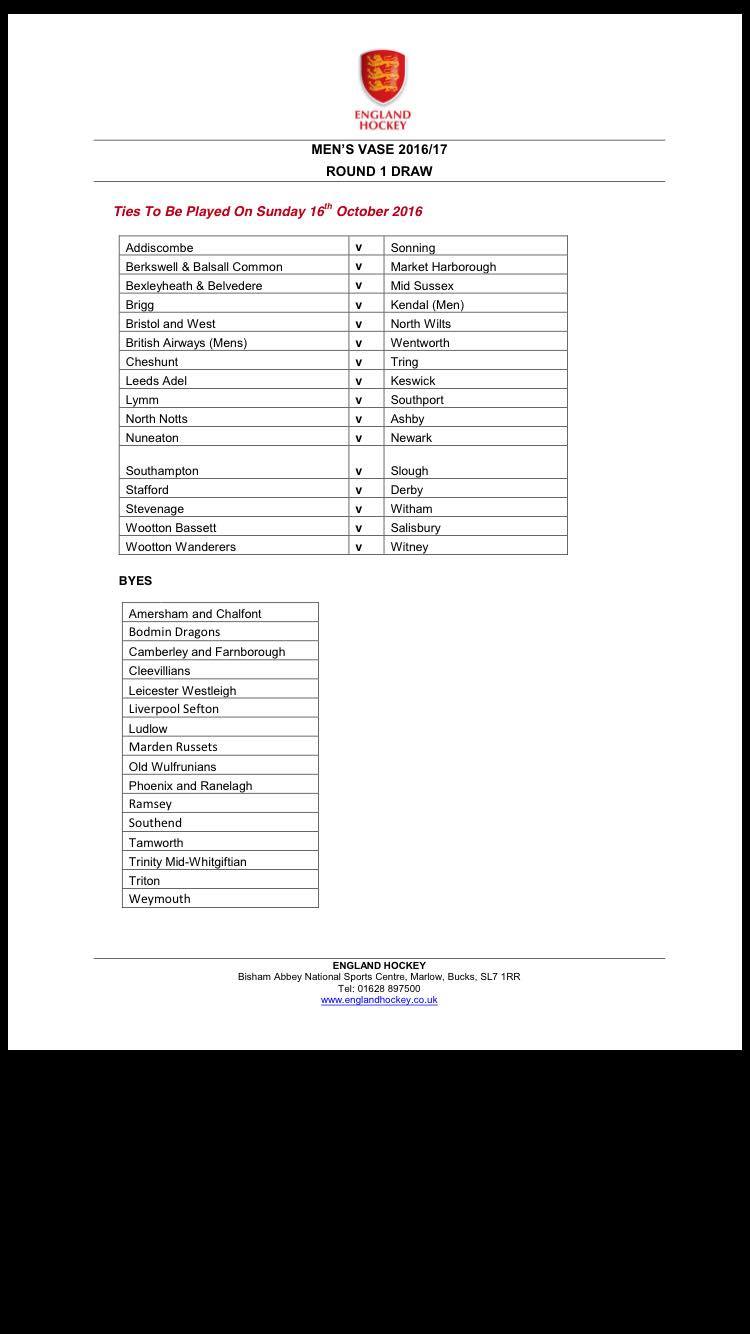 ENGLAND
HOCKEY
MEN'S VASE 2016/17
ROUND 1 DRAW
Ties To Be Played On Sunday 16th October 2016
Addiscombe v Sonning
Berkswell & Balsall Common v Market Harborough
Bexleyheath & Belvedere v Mid Sussex
Brigg v Kendal (Men)
Bristol and West v North Wilts
British Airways (Mens) v Wentworth
Cheshunt v Tring
Leeds Adel v Keswick
Lymm v Southport
North Notts v Ashby
Nuneaton v Newark
Southampton v Slough
Stafford v Derby
Stevenage v Witham
Wootton Bassett v Salisbury
Wootton Wanderers v Witney
BYES
Amersham and Chalfont
Bodmin Dragons
Camberley and Farnborough
Cleevillians
Leicester Westleigh
Liverpool Sefton
Ludlow
Marden Russets
Old Wulfrunians
Phoenix and Ranelagh
Ramsey
Southend
Tamworth
Trinity Mid-Whitgiftian
Triton
Weymouth
ENGLAND HOCKEY
Bisham Abbey National Sports Centre, Marlow, Bucks, SL7 1RR
Tel: 01628 897500
www.englandhockey.co.uk